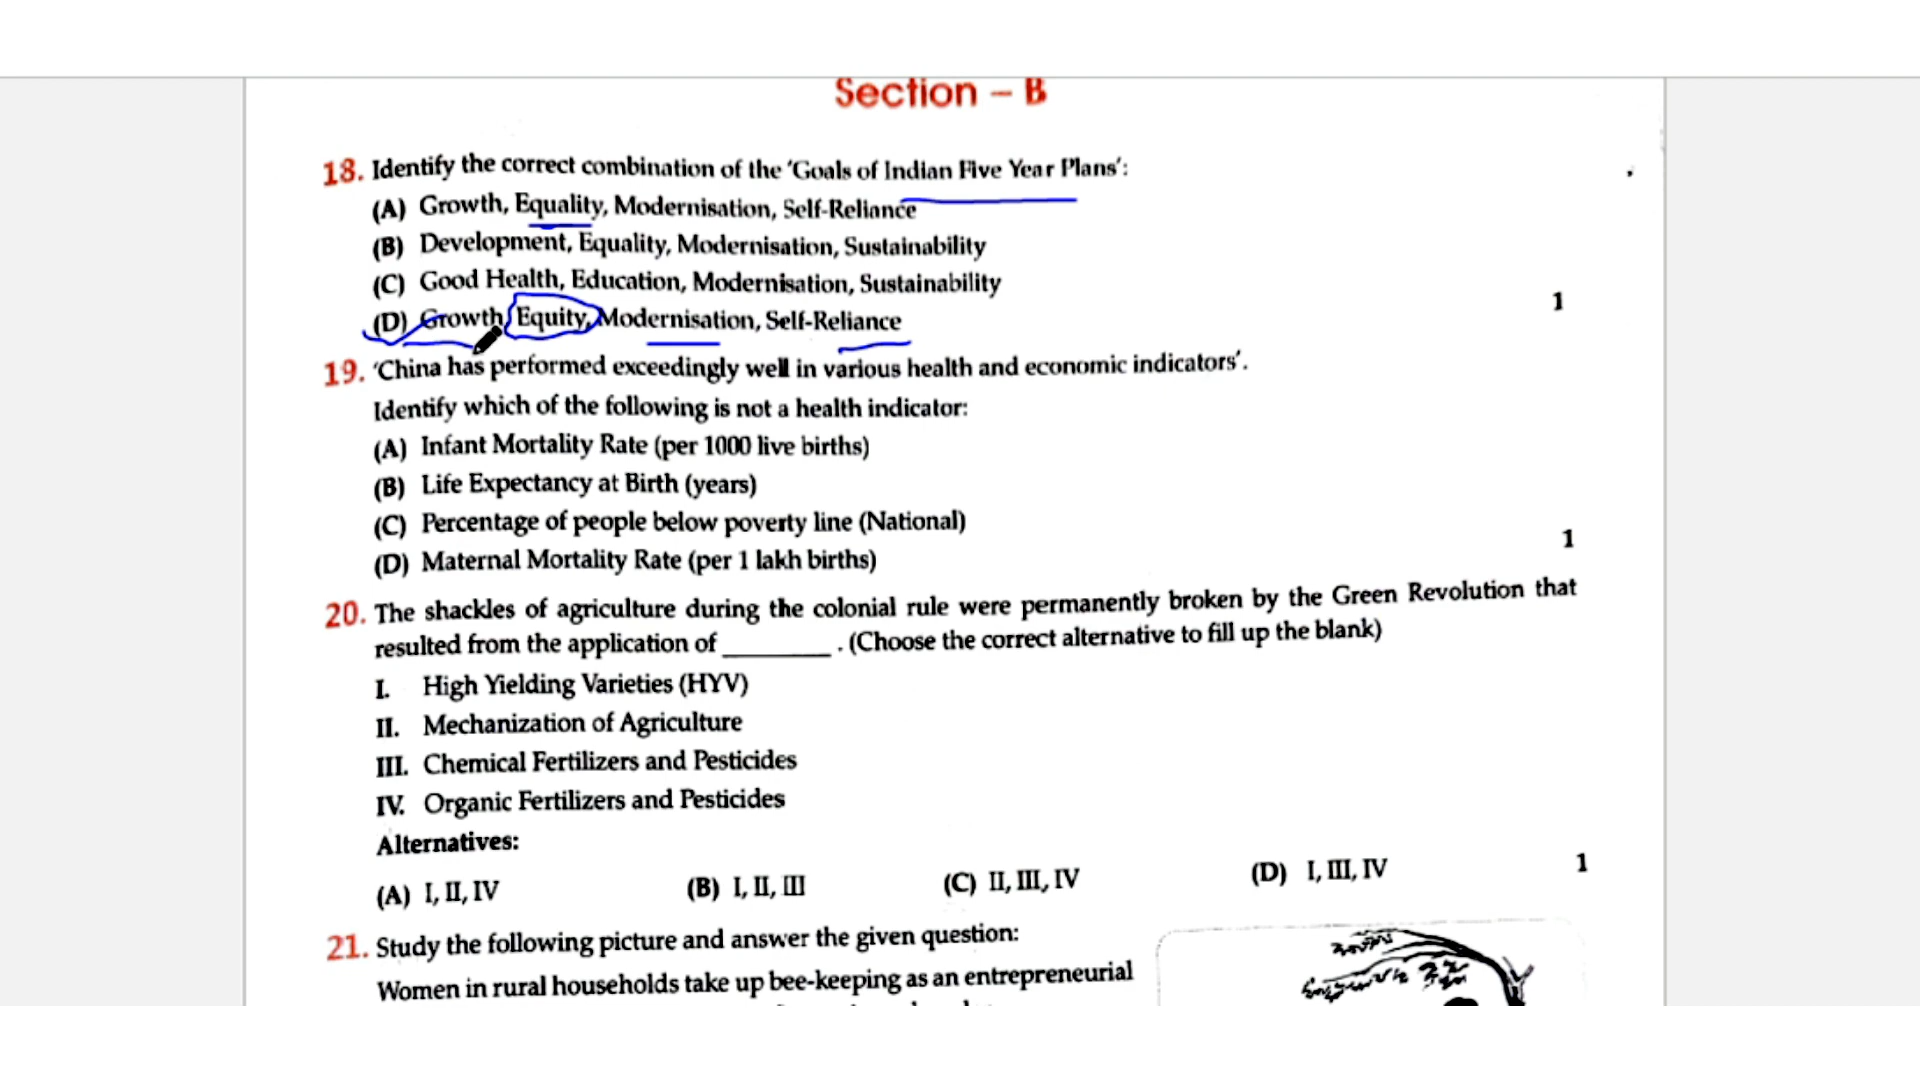 Section – B
18. Identify the correct combination of the 'Goals of Indian Five Year Plans':
(A) Growth, Equality, Modernisation, Self-Reliance
(B) Development, Equality, Modernisation, Sustainability
(C) Good Health, Education, Modernisation, Sustainability
(D) Growth, Equity, Modernisation, Self-Reliance 1
19. 'China has performed exceedingly well in various health and economic indicators'.
Identify which of the following is not a health indicator:
(A) Infant Mortality Rate (per 1000 live births)
(B) Life Expectancy at Birth (years)
(C) Percentage of people below poverty line (National)
(D) Maternal Mortality Rate (per 1 lakh births) 1
20. The shackles of agriculture during the colonial rule were permanently broken by the Green Revolution that
resulted from the application of ________ . (Choose the correct alternative to fill up the blank)
I. High Yielding Varieties (HYV)
II. Mechanization of Agriculture
III. Chemical Fertilizers and Pesticides
IV. Organic Fertilizers and Pesticides
Alternatives:
(A) I, II, IV (B) I, II, III (C) II, III, IV (D) I, III, IV 1
21. Study the following picture and answer the given question:
Women in rural households take up bee-keeping as an entrepreneurial